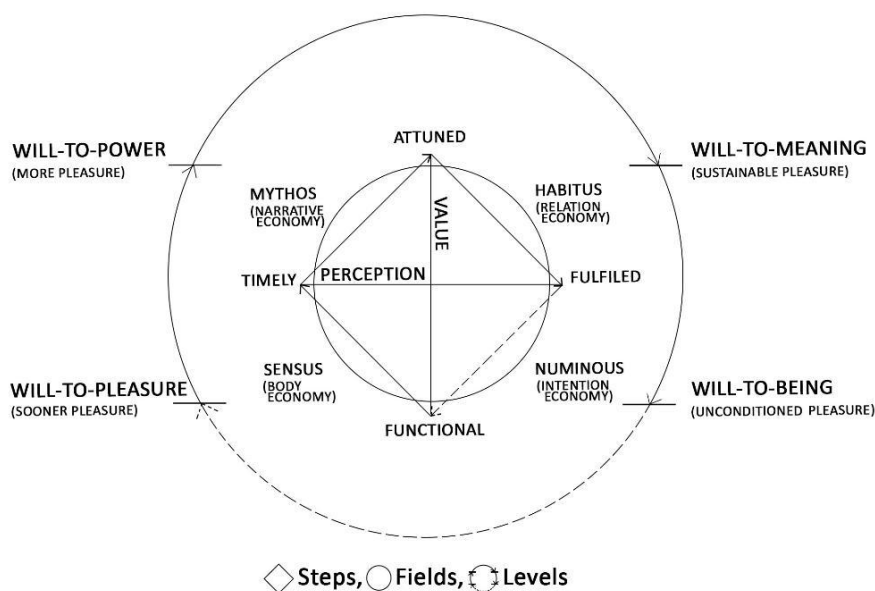 ATTUNED
WILL-TO-POWER
(MORE PLEASURE)
WILL-TO-MEANING
(SUSTAINABLE PLEASURE)
MYTHOS
(NARRATIVE
ECONOMY)
VALUE
HABITUS
(RELATION
ECONOMY)
TIMELY
PERCEPTION
FULFILED
SENSUS
(BODY
ECONOMY)
NUMINOUS
(INTENTION
ECONOMY)
WILL-TO-PLEASURE
(SOONER PLEASURE)
WILL-TO-BEING
(UNCONDITIONED PLEASURE)
FUNCTIONAL
Steps, Fields, Levels